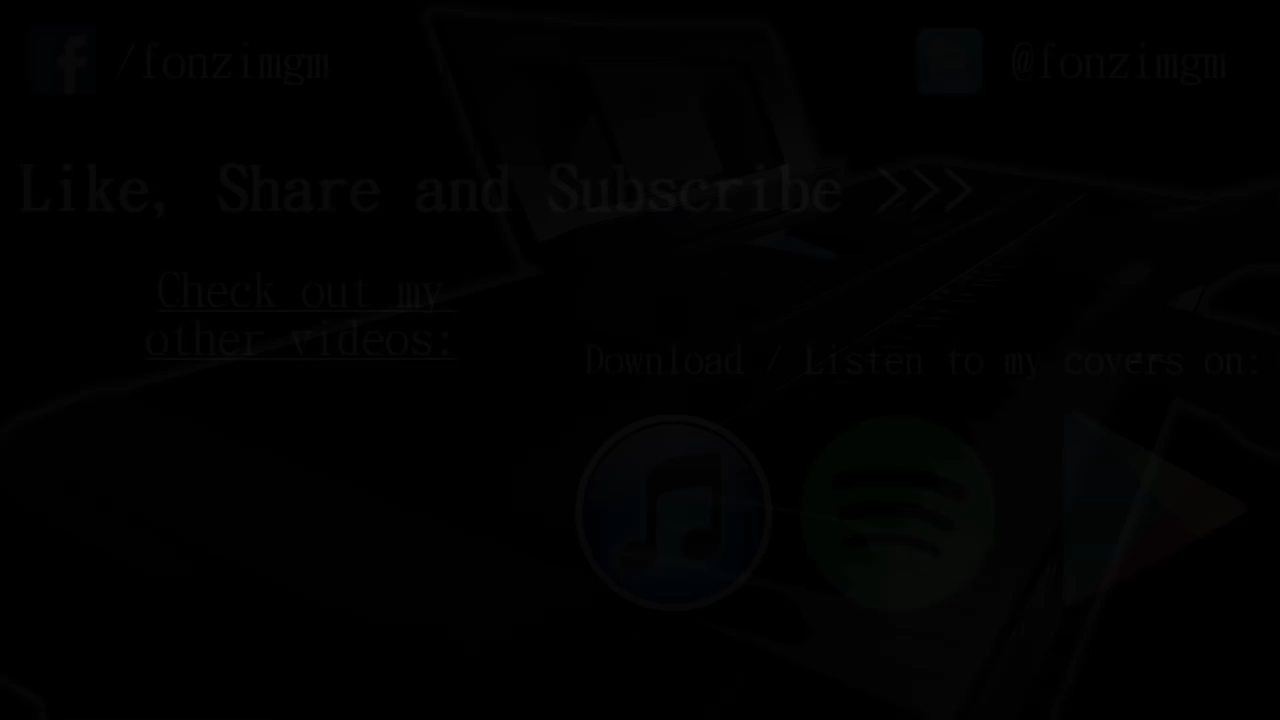 /fonzimgm
@fonzimgm
Like, Share and Subscribe >>>
Check out my
other videos:
Download / Listen to my covers on: